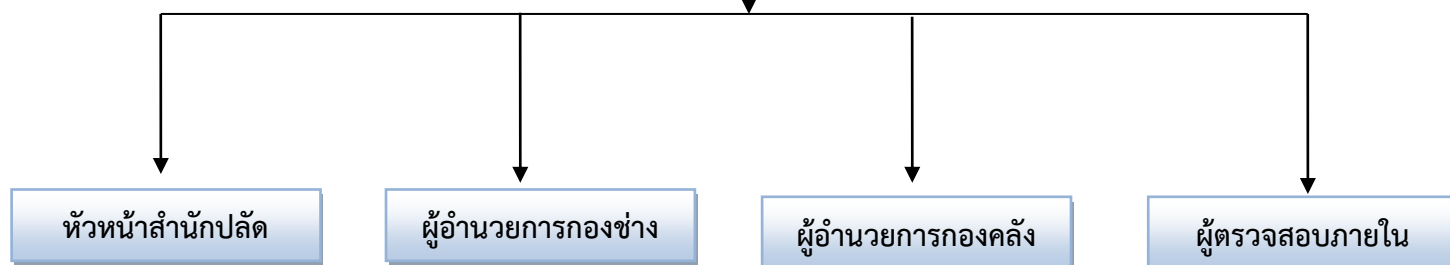 หัวหน้าสำนักปลัด
ผู้อำนวยการกองช่าง
ผู้อำนวยการกองคลัง
ผู้ตรวจสอบภายใน